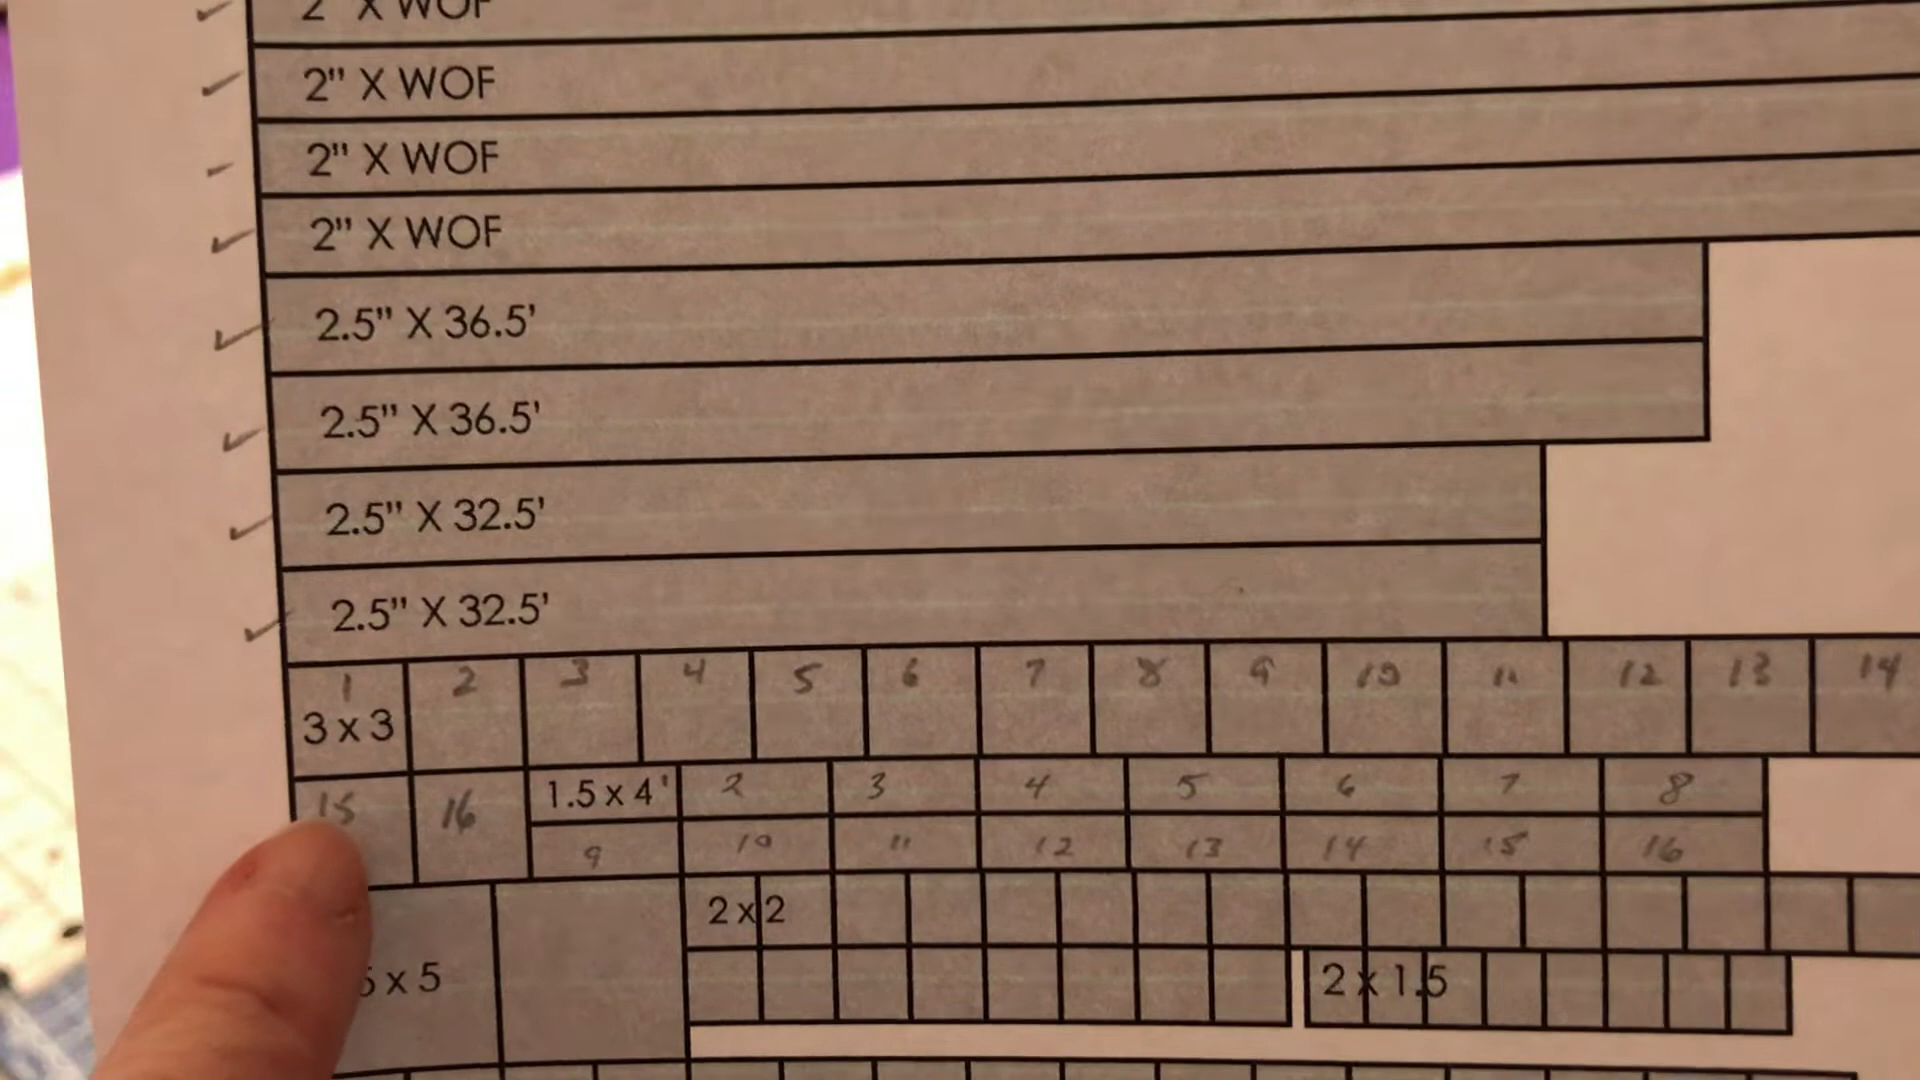 2" X WOF
2" X WOF
2" X WOF
2" X WOF
2.5" X 36.5'
2.5" X 36.5'
2.5" X 32.5'
2.5" X 32.5'
1 2 3 4 5 6 7 8 9 10 11 12 13 14
3 x 3
15 16 1.5 x 4' 2 3 4 5 6 7 8
9 10 11 12 13 14 15 16
2 x 2
x 5 2 x 1.5